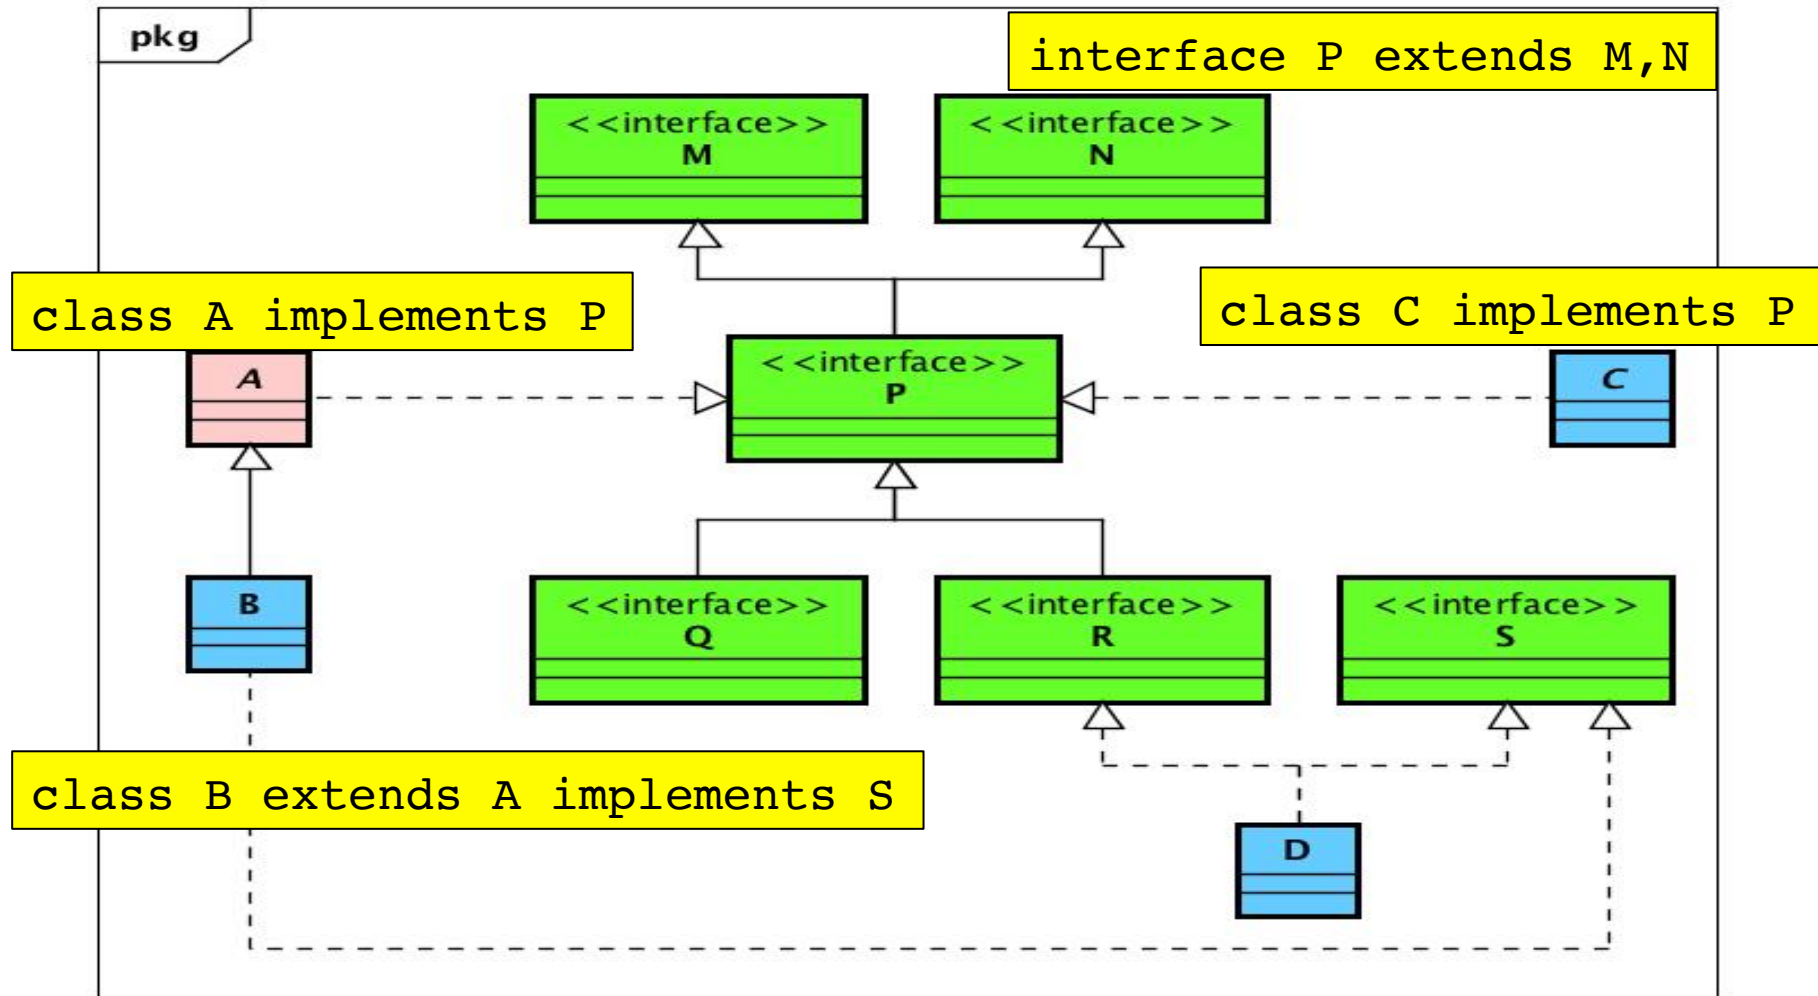 pkg
interface P extends M,N
<<interface>>
M
<<interface>>
N
class A implements P
class C implements P
A
<<interface>>
P
C
B
<<interface>>
Q
<<interface>>
R
<<interface>>
S
class B extends A implements S
D